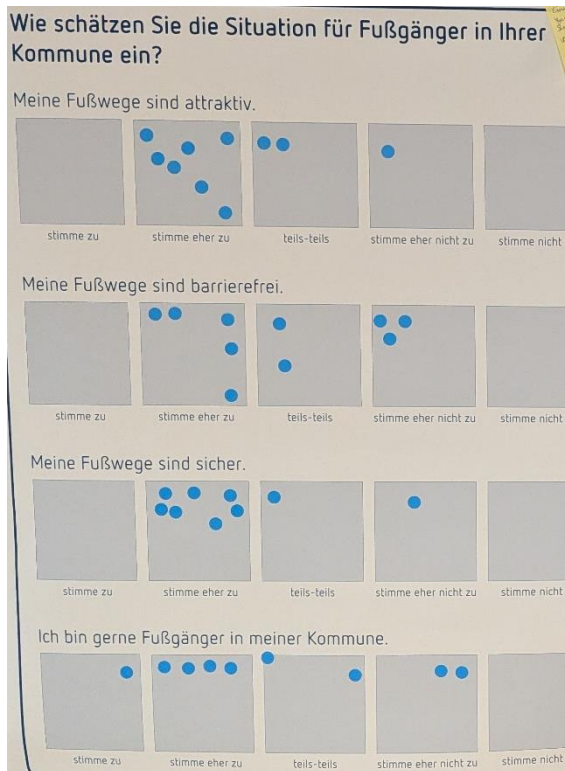 Wie schätzen Sie die Situation für Fußgänger in Ihrer
Kommune ein?
Meine Fußwege sind attraktiv.
stimme zu stimme eher zu teils-teils stimme eher nicht zu stimme nicht
Meine Fußwege sind barrierefrei.
stimme zu stimme eher zu teils-teils stimme eher nicht zu stimme nicht
Meine Fußwege sind sicher.
stimme zu stimme eher zu teils-teils stimme eher nicht zu stimme nicht
Ich bin gerne Fußgänger in meiner Kommune.
stimme zu stimme eher zu teils-teils stimme eher nicht zu stimme nicht